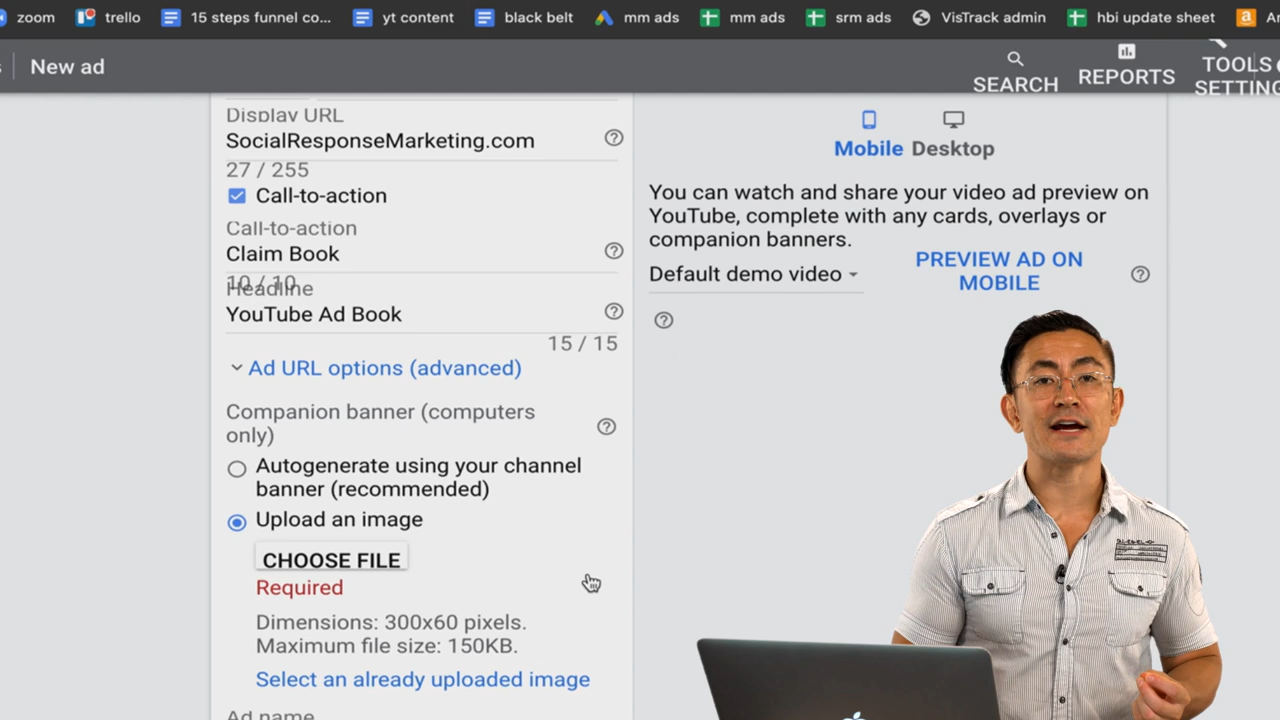 zoom trello 15 steps funnel co... yt content black belt mm ads mm ads srm ads VisTrack admin hbi update sheet
New ad
SEARCH REPORTS TOOLS
SETTING
Display URL
SocialResponseMarketing.com
27 / 255
Call-to-action
Call-to-action
Claim Book
10 / 10
Headline
YouTube Ad Book
15 / 15
Ad URL options (advanced)
Companion banner (computers
only)
Autogenerate using your channel
banner (recommended)
Upload an image
CHOOSE FILE
Required
Dimensions: 300x60 pixels.
Maximum file size: 150KB.
Select an already uploaded image
Ad name
Mobile Desktop
You can watch and share your video ad preview on
YouTube, complete with any cards, overlays or
companion banners.
Default demo video
PREVIEW AD ON
MOBILE